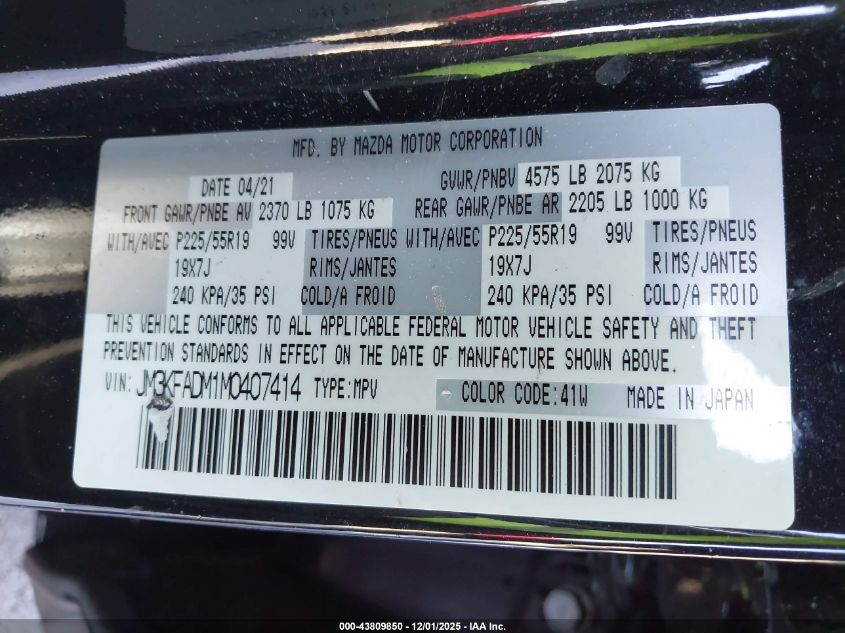 MFD. BY MAZDA MOTOR CORPORATION
DATE 04/21 GVWR/PNBV 4575 LB 2075 KG
FRONT GAWR/PNBE AV 2370 LB 1075 KG REAR GAWR/PNBE AR 2205 LB 1000 KG
WITH/AVEC P225/55R19 99V TIRES/PNEUS WITH/AVEC P225/55R19 99V TIRES/PNEUS
19X7J RIMS/JANTES 19X7J RIMS/JANTES
240 KPA/35 PSI COLD/A FROID 240 KPA/35 PSI COLD/A FROID
THIS VEHICLE CONFORMS TO ALL APPLICABLE FEDERAL MOTOR VEHICLE SAFETY AND THEFT
PREVENTION STANDARDS IN EFFECT ON THE DATE OF MANUFACTURE SHOWN ABOVE.
VIN: JM3KFADM1M0407414 TYPE:MPV COLOR CODE:41W MADE IN JAPAN
000-43809850 - 12/01/2025 - IAA Inc.